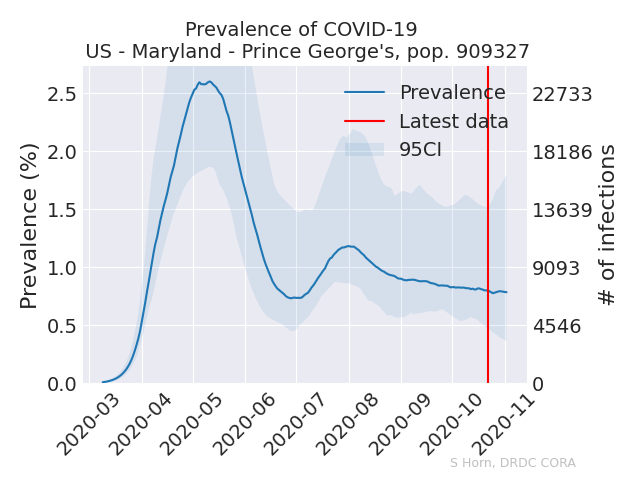 Prevalence of COVID-19
US - Maryland - Prince George's, pop. 909327
Prevalence (%)
2.5
2.0
1.5
1.0
0.5
0.0
Prevalence
Latest data
95CI
22733
18186
13639
9093
4546
0
# of infections
2020-03
2020-04
2020-05
2020-06
2020-07
2020-08
2020-09
2020-10
2020-11
S Horn, DRDC CORA